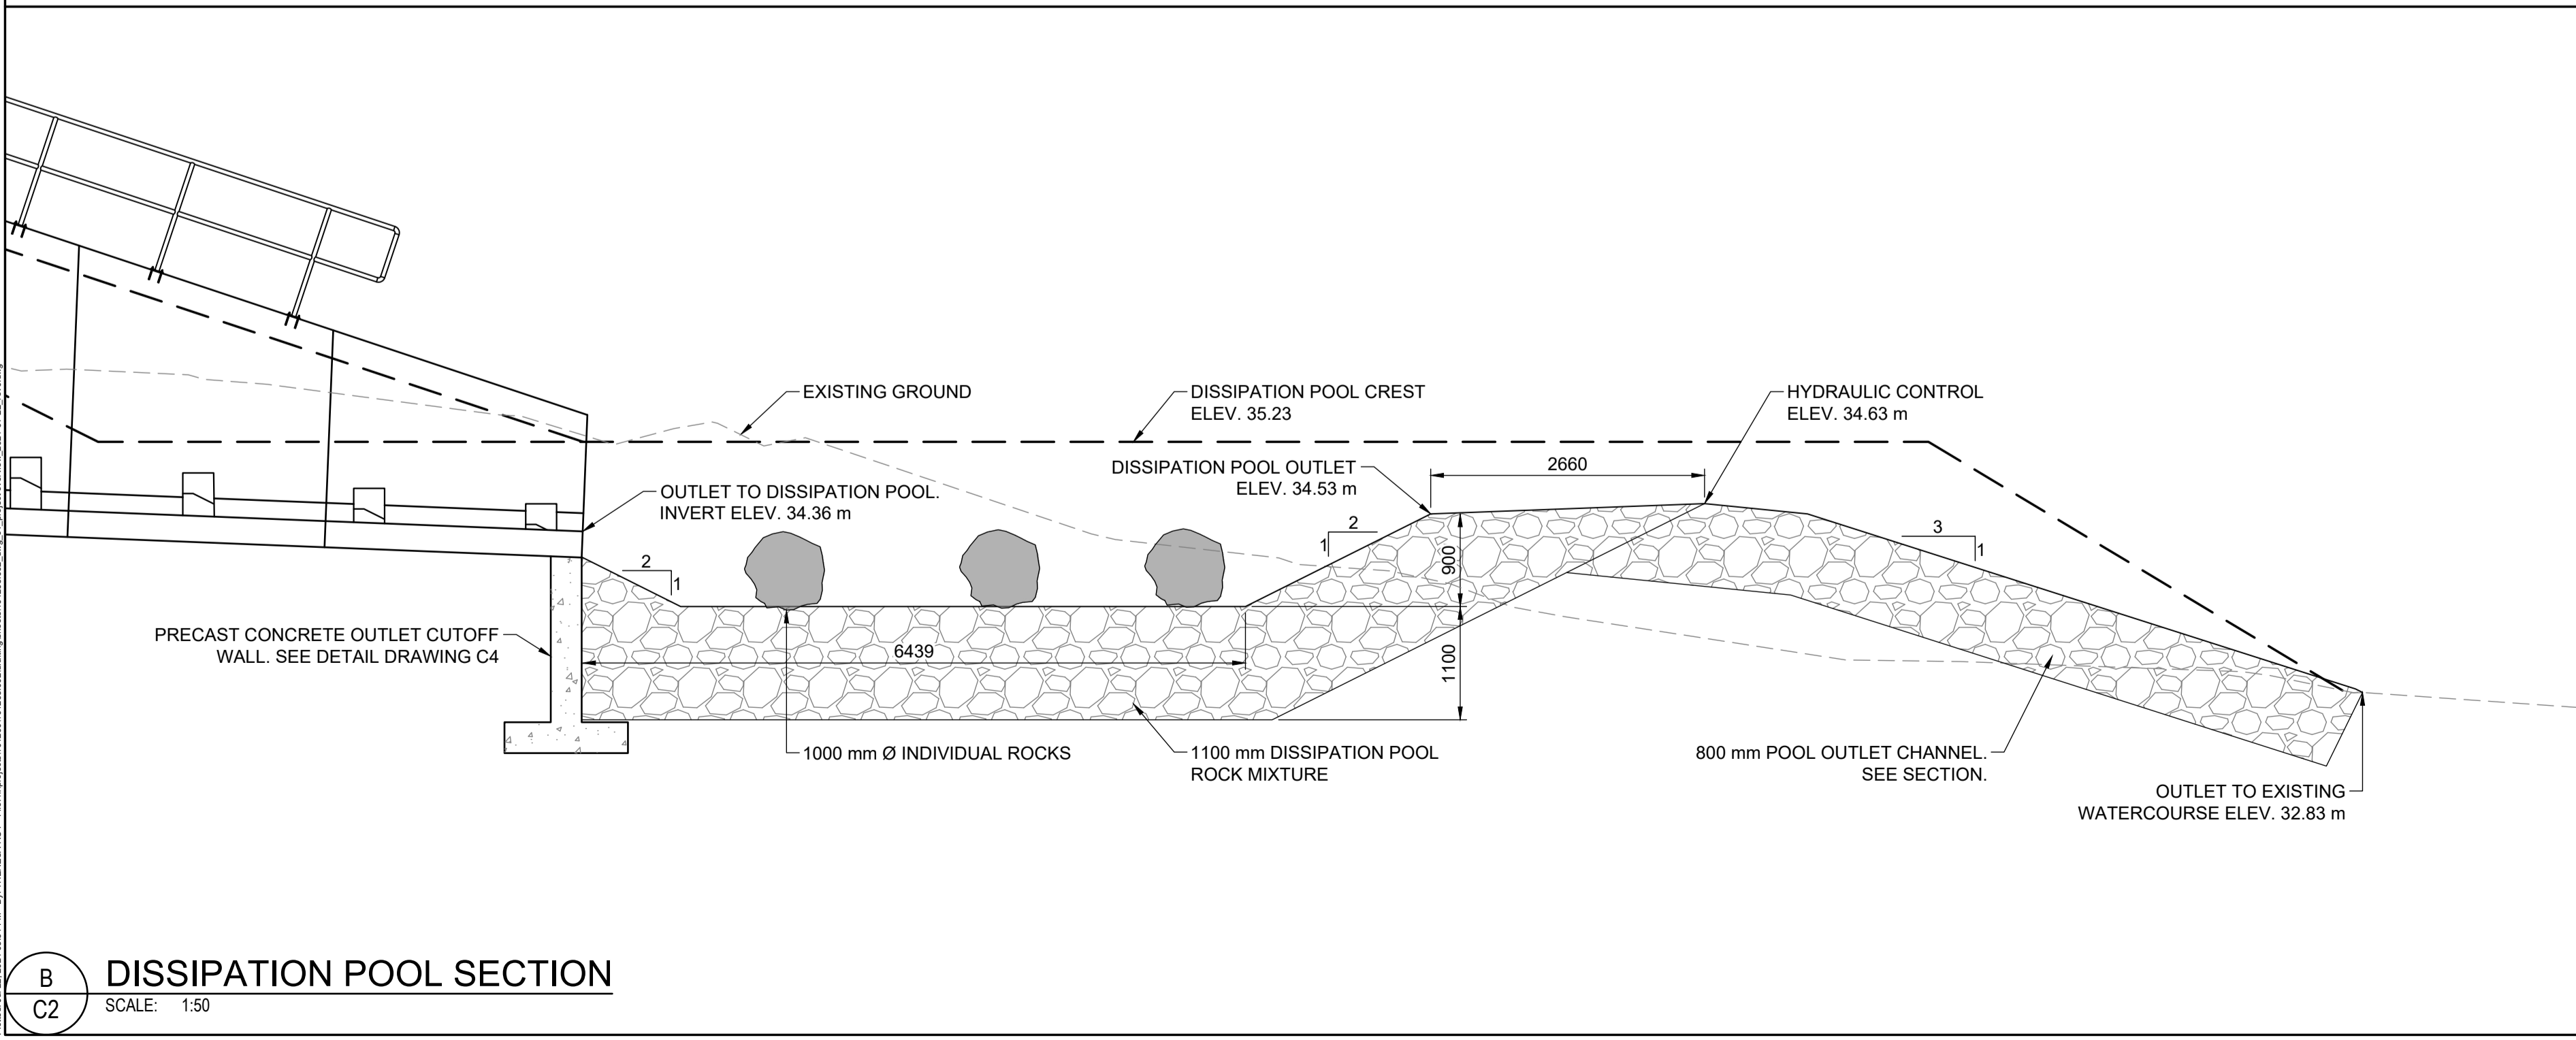 EXISTING GROUND
DISSIPATION POOL CREST
ELEV. 35.23
HYDRAULIC CONTROL
ELEV. 34.63 m
DISSIPATION POOL OUTLET
ELEV. 34.53 m
2660
OUTLET TO DISSIPATION POOL.
INVERT ELEV. 34.36 m
2
1
2
1
3
1
900
1100
6439
PRECAST CONCRETE OUTLET CUTOFF
WALL. SEE DETAIL DRAWING C4
1000 mm Ø INDIVIDUAL ROCKS
1100 mm DISSIPATION POOL
ROCK MIXTURE
800 mm POOL OUTLET CHANNEL.
SEE SECTION.
OUTLET TO EXISTING
WATERCOURSE ELEV. 32.83 m
B
C2
DISSIPATION POOL SECTION
SCALE: 1:50